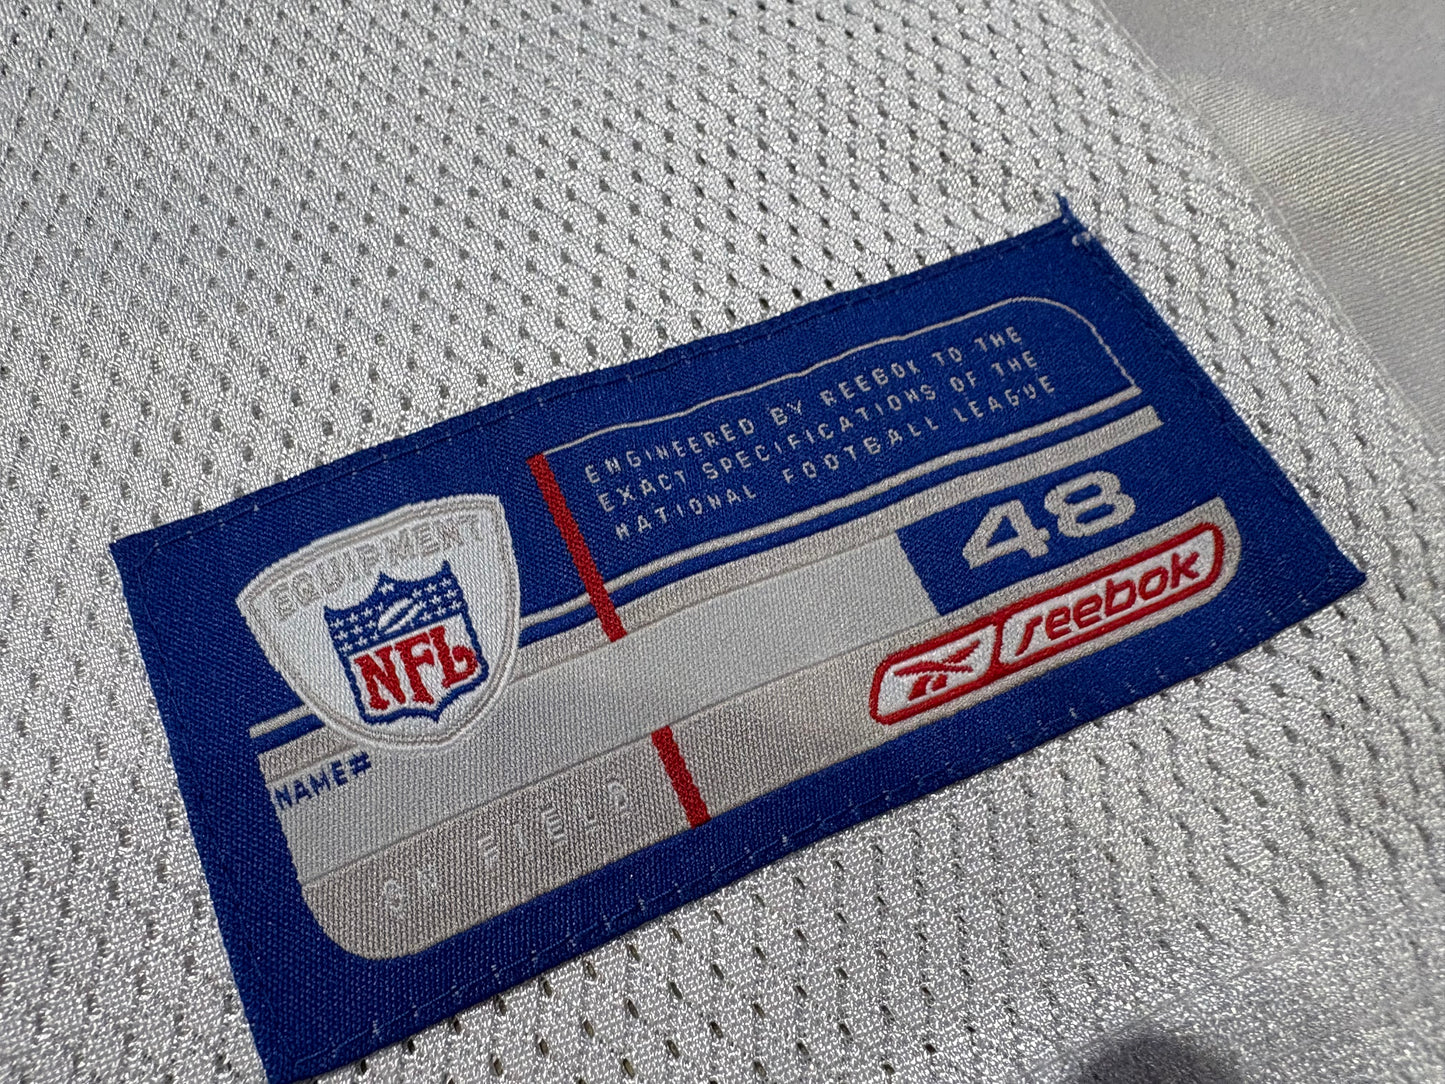 ENGINEERED BY REEBOK TO THE
EXACT SPECIFICATIONS OF THE
NATIONAL FOOTBALL LEAGUE
48
EQUIPMENT
NFL
Reebok
NAME#
ON FIELD